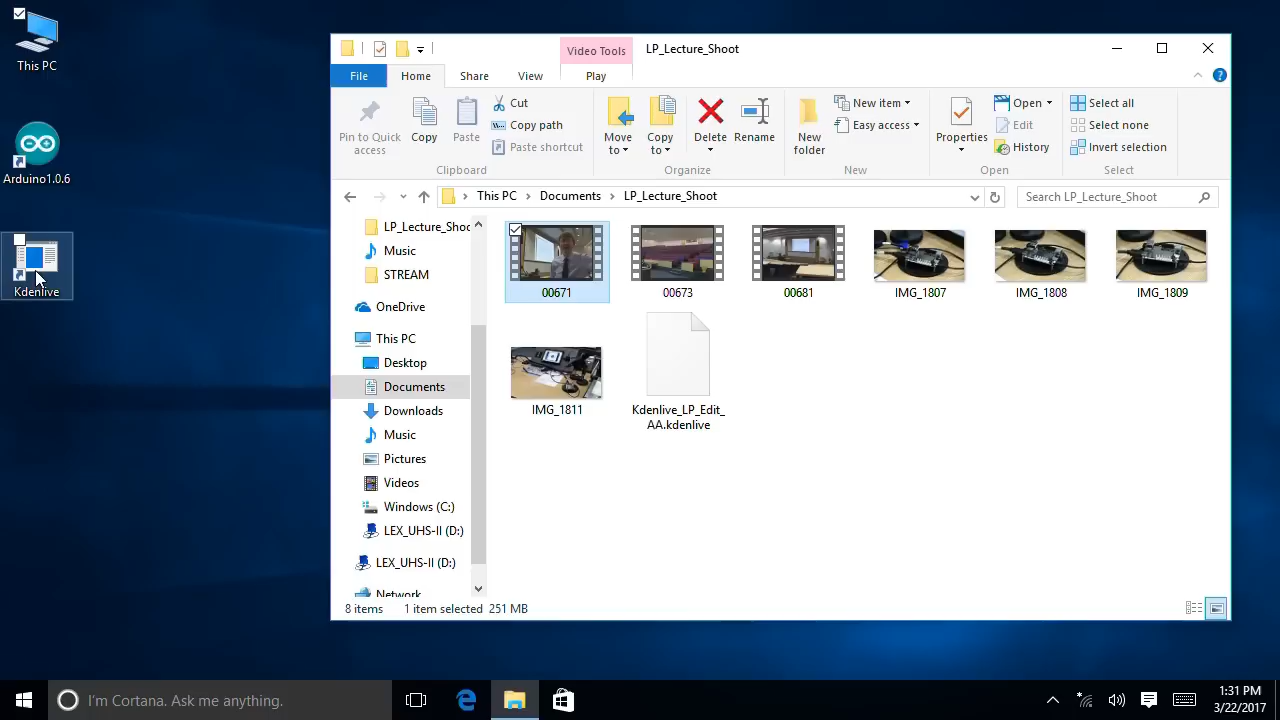 This PC
Arduino1.0.6
Kdenlive
Video Tools
LP_Lecture_Shoot
File
Home
Share
View
Play
Pin to Quick
access
Copy
Paste
Cut
Copy path
Paste shortcut
Clipboard
Move
to
Copy
to
Delete
Rename
Organize
New
folder
New item
Easy access
New
Properties
Open
Edit
History
Open
Select all
Select none
Invert selection
Select
This PC
Documents
LP_Lecture_Shoot
Search LP_Lecture_Shoot
LP_Lecture_Shoo
Music
STREAM
OneDrive
This PC
Desktop
Documents
Downloads
Music
Pictures
Videos
Windows (C:)
LEX_UHS-II (D:)
LEX_UHS-II (D:)
Network
00671
00673
00681
IMG_1807
IMG_1808
IMG_1809
IMG_1811
Kdenlive_LP_Edit_
AA.kdenlive
8 items
1 item selected 251 MB
I'm Cortana. Ask me anything.
1:31 PM
3/22/2017